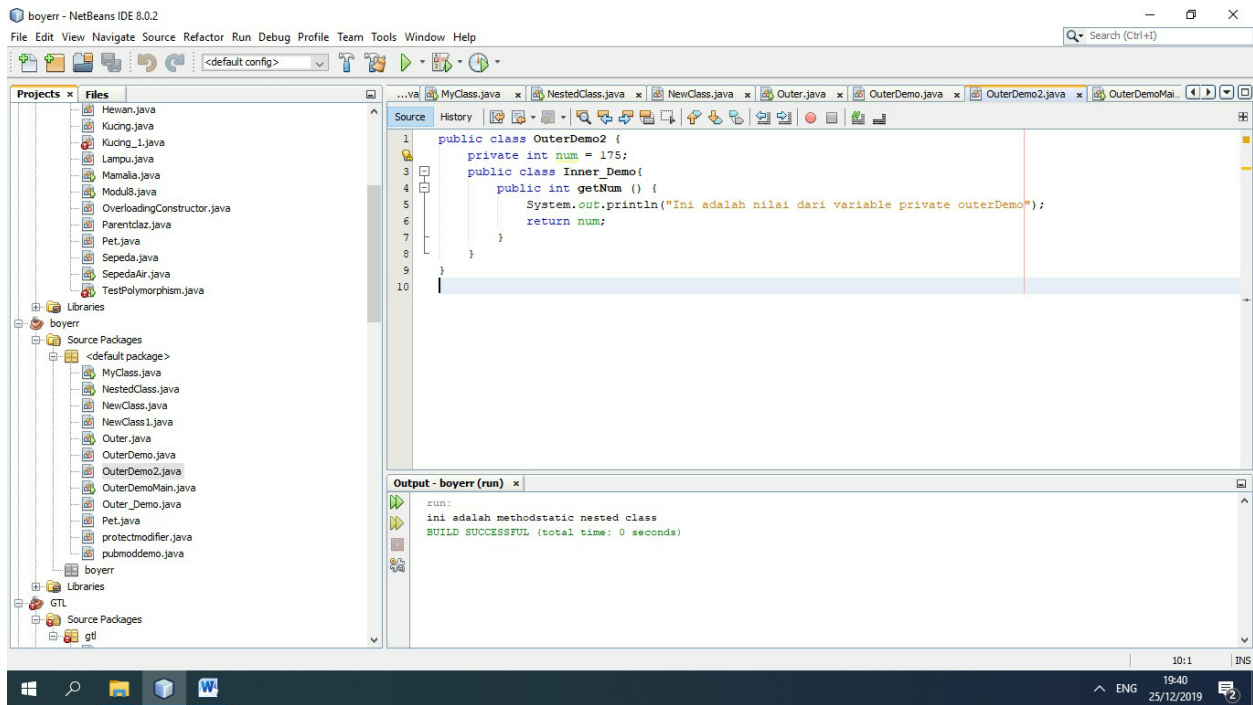 boyerr - NetBeans IDE 8.0.2
File Edit View Navigate Source Refactor Run Debug Profile Team Tools Window Help
Search (Ctrl+I)
<default config>
Projects x Files
Hewan.java
Kucing.java
Kucing_1.java
Lampu.java
Mamalia.java
Modul8.java
OverloadingConstructor.java
Parentclaz.java
Pet.java
Sepeda.java
SepedaAir.java
TestPolymorphism.java
Libraries
boyerr
Source Packages
<default package>
MyClass.java
NestedClass.java
NewClass.java
NewClass1.java
Outer.java
OuterDemo.java
OuterDemo2.java
OuterDemoMain.java
Outer_Demo.java
Pet.java
protectmodifier.java
pubmoddemo.java
boyerr
Libraries
GTL
Source Packages
gtl
...va MyClass.java x NestedClass.java x NewClass.java x Outer.java x OuterDemo.java x OuterDemo2.java x OuterDemoMai..
Source History
1 public class OuterDemo2 {
private int num = 175;
3 public class Inner_Demo{
4 public int getNum () {
5 System.out.println("Ini adalah nilai dari variable private outerDemo");
6 return num;
7 }
8 }
9 }
10
Output - boyerr (run) x
run:
ini adalah methodstatic nested class
BUILD SUCCESSFUL (total time: 0 seconds)
10:1 INS
ENG
19:40
25/12/2019
2